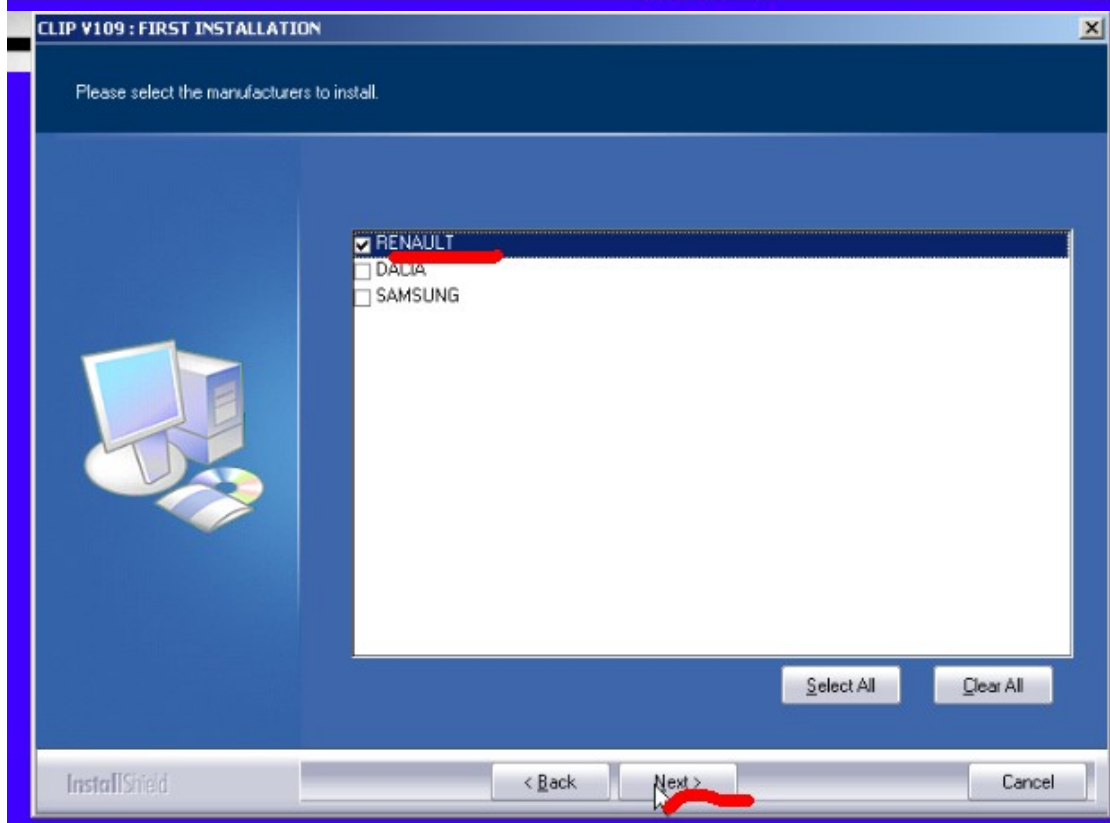 CLIP V109 : FIRST INSTALLATION
Please select the manufacturers to install.
RENAULT
DACIA
SAMSUNG
Select All Clear All
InstallShield < Back Next > Cancel